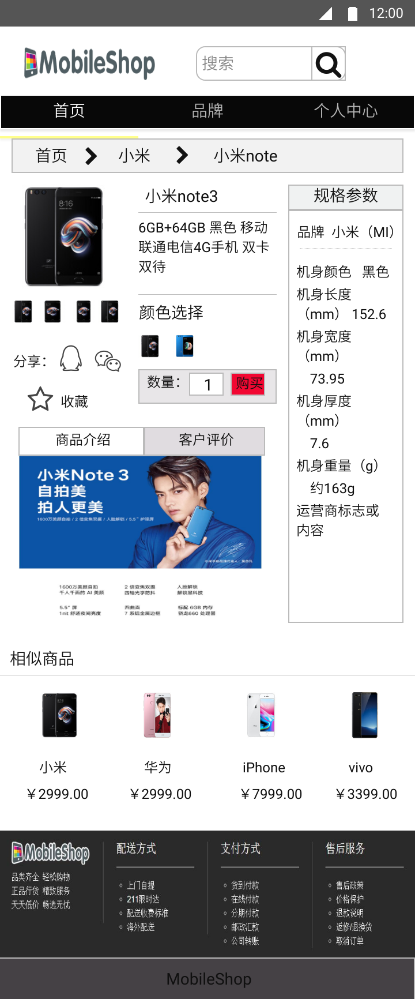 12:00
MobileShop
搜索
首页 品牌 个人中心
首页 小米 小米note
8:16
小米note3
6GB+64GB 黑色 移动
联通电信4G手机 双卡
双待
颜色选择
分享：
收藏
数量： 1 购买
规格参数
品牌 小米（MI）
机身颜色 黑色
机身长度
（mm） 152.6
机身宽度
（mm）
73.95
机身厚度
（mm）
7.6
机身重量（g）
约163g
运营商标志或
内容
商品介绍 客户评价
小米Note 3
自拍美
拍人更美
1600万美颜自拍 / 2 倍变焦双摄 / 人脸解锁 / 5.5" 护眼屏
小米手机品牌代言人：吴亦凡
1600万美颜自拍
千人千面的 AI 美颜
2 倍变焦双摄
四轴光学防抖
人脸解锁
解锁黑科技
5.5" 屏
1nit 舒适夜间亮度
四曲面
7 系铝金属边框
标配 6GB 内存
骁龙660 处理器
相似商品
小米 华为 iPhone vivo
￥2999.00 ￥2999.00 ￥7999.00 ￥3399.00
MobileShop
品类齐全 轻松购物
正品行货 精致服务
天天低价 畅选无忧
配送方式
上门自提
211限时达
配送收费标准
海外配送
支付方式
货到付款
在线付款
分期付款
邮政汇款
公司转账
售后服务
售后政策
价格保护
退款说明
返修/退换货
取消订单
MobileShop